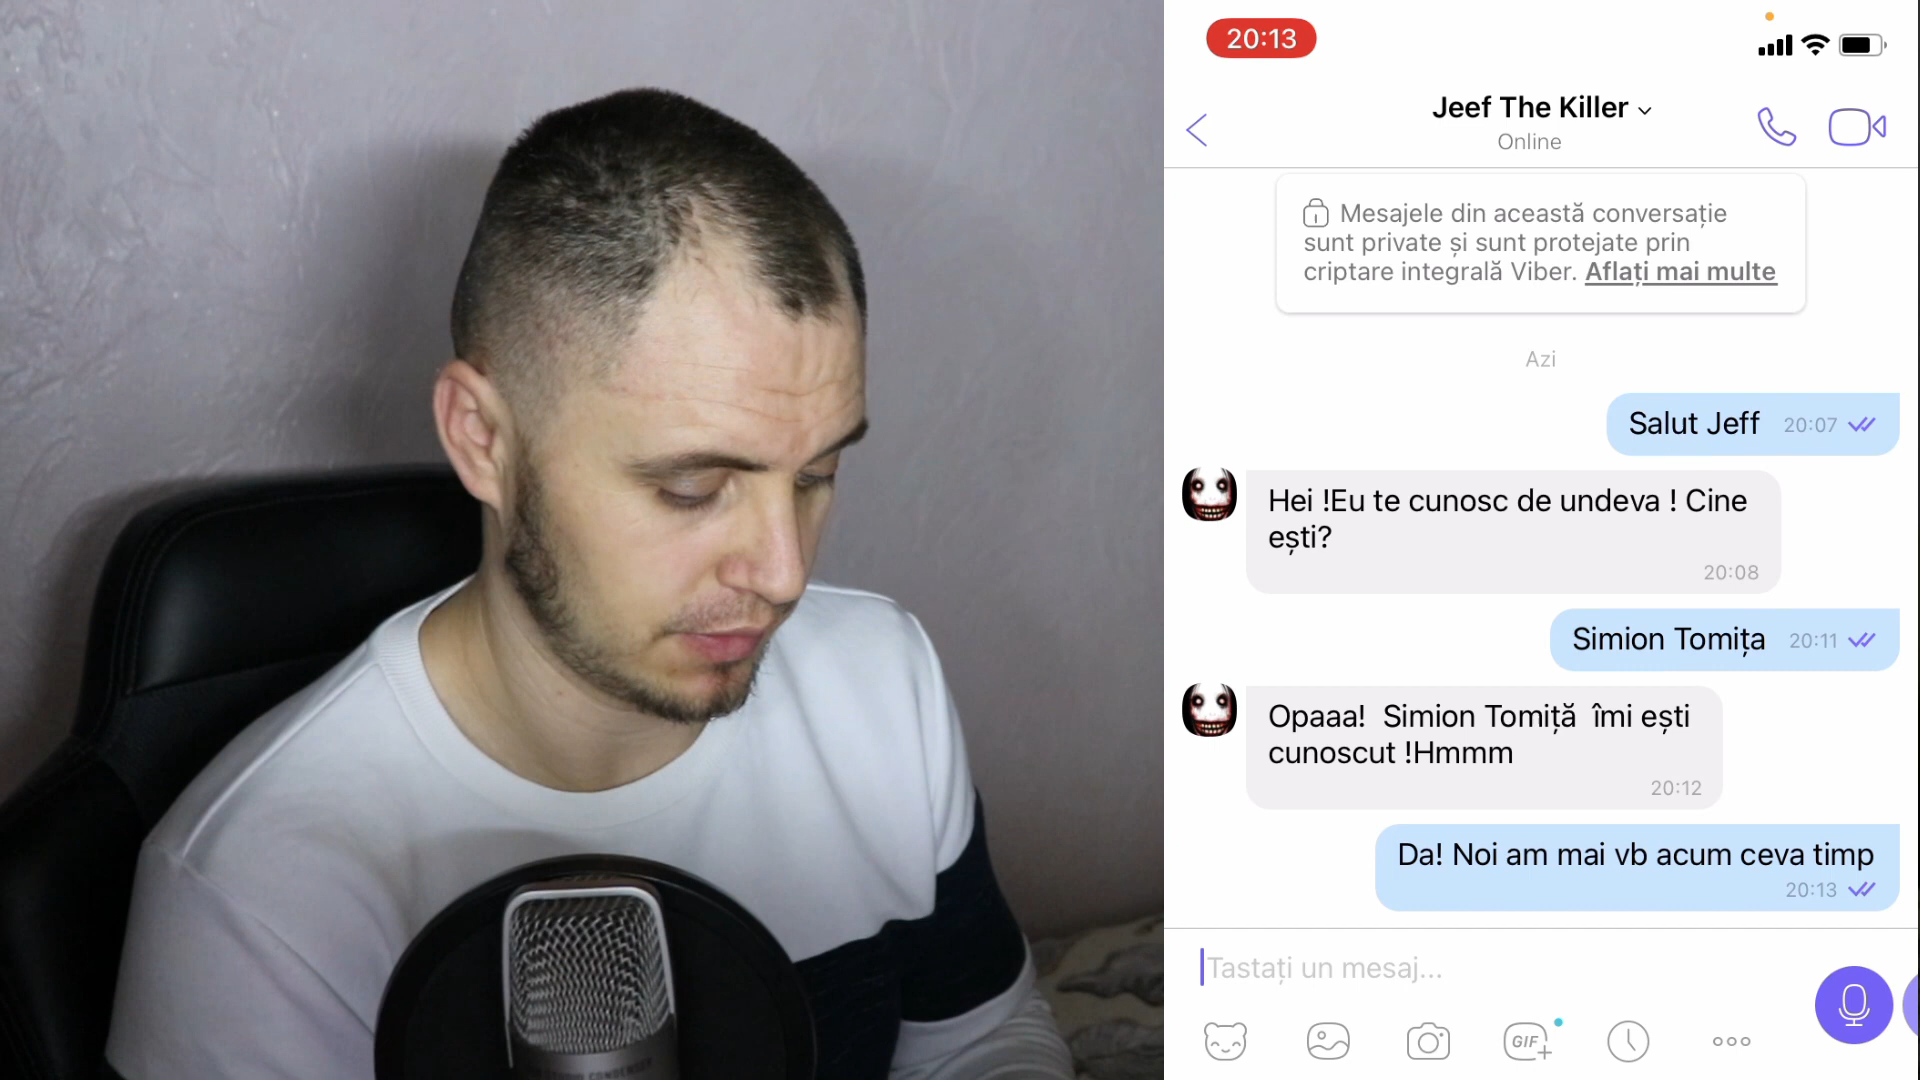 20:13
Jeef The Killer
Online
Mesajele din această conversație
sunt private și sunt protejate prin
criptare integrală Viber. Aflați mai multe
Azi
Salut Jeff 20:07
Hei !Eu te cunosc de undeva ! Cine
ești?
20:08
Simion Tomița 20:11
Opaaa!  Simion Tomiță  îmi ești
cunoscut !Hmmm
20:12
Da! Noi am mai vb acum ceva timp
20:13
Tastați un mesaj...
GIF